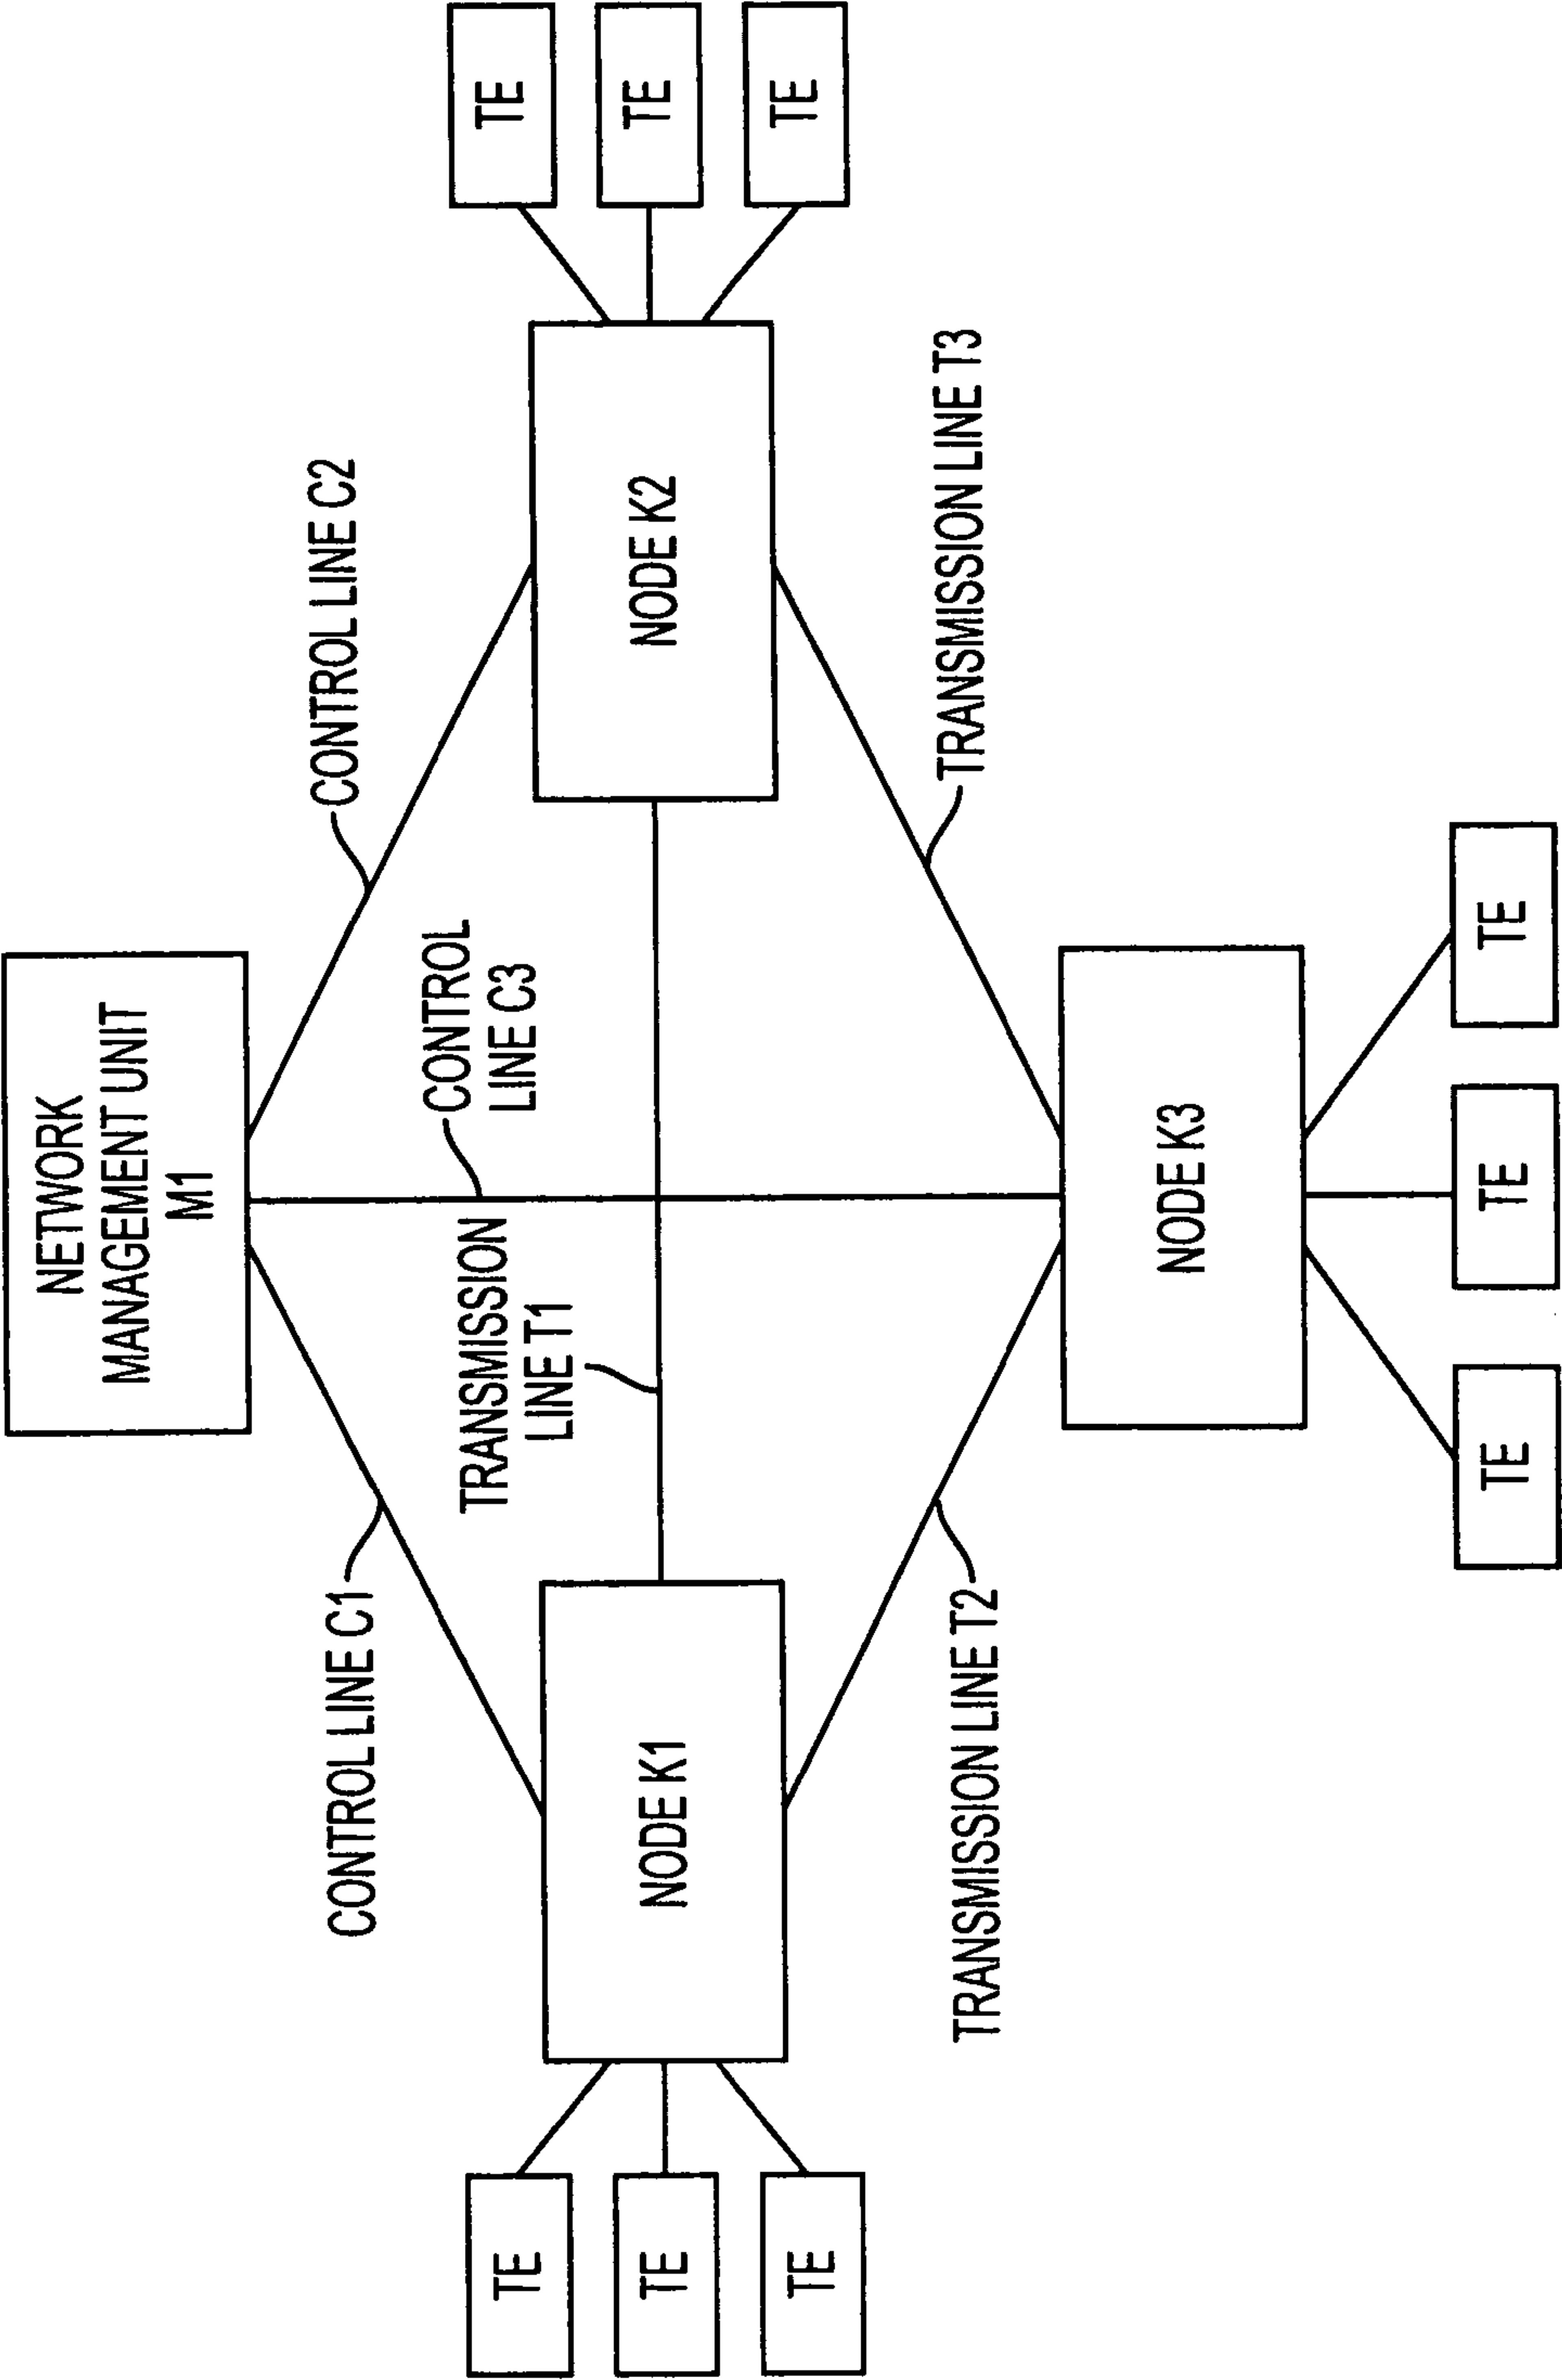 NETWORK
MANAGEMENT UNIT
M1
CONTROL LINE C1
CONTROL LINE C2
CONTROL
LINE C3
TRANSMISSION
LINE T1
TE
TE
TE
NODE K1
NODE K2
TE
TE
TE
TRANSMISSION LINE T2
TRANSMISSION LINE T3
NODE K3
TE
TE
TE